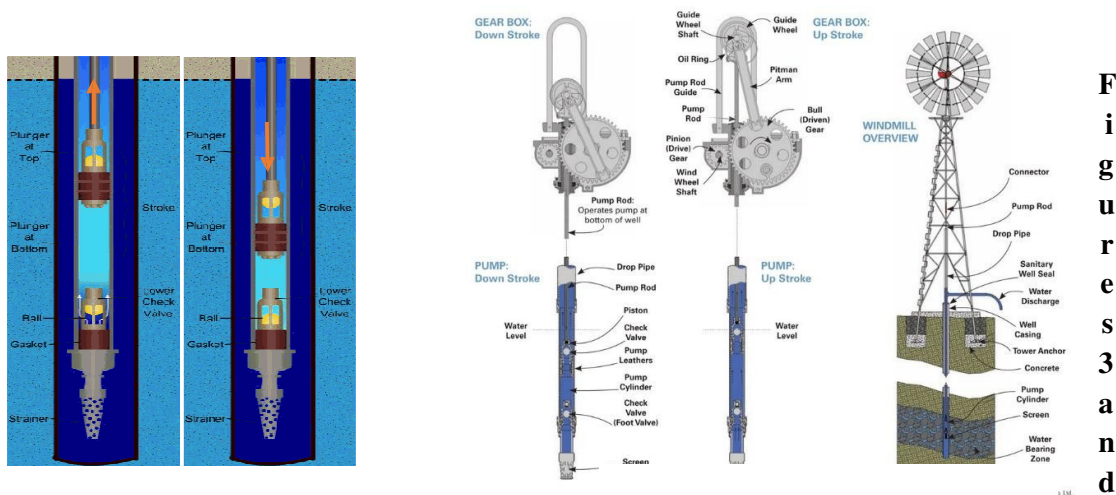 Plunger
at
Top
Plunger
at
Bottom
Ball
Gasket
Strainer
Stroke
Lower
Check
Valve
Plunger
at
Top
Plunger
at
Bottom
Ball
Gasket
Strainer
Stroke
Lower
Check
Valve
GEAR BOX:
Down Stroke
Pump Rod:
Operates pump at
bottom of well
GEAR BOX:
Up Stroke
Guide
Wheel
Shaft
Guide
Wheel
Oil Ring
Pitman
Arm
Pump Rod
Guide
Pump
Rod
Bull
(Driven)
Gear
Pinion
(Drive)
Gear
Wind
Wheel
Shaft
PUMP:
Down Stroke
Drop Pipe
Pump Rod
Piston
Water
Level
Check
Valve
Pump
Leathers
Pump
Cylinder
Check
Valve
(Foot Valve)
Screen
PUMP:
Up Stroke
Water
Level
WINDMILL
OVERVIEW
Connector
Pump Rod
Drop Pipe
Sanitary
Well Seal
Water
Discharge
Well
Casing
Tower Anchor
Concrete
Pump
Cylinder
Screen
Water
Bearing
Zone
F
i
g
u
r
e
s
3
a
n
d